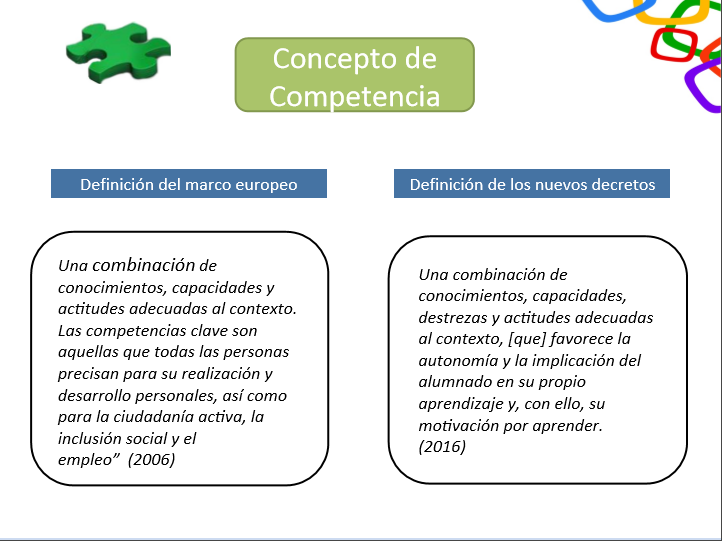 Concepto de
Competencia
Definición del marco europeo
Definición de los nuevos decretos
Una combinación de
conocimientos, capacidades y
actitudes adecuadas al contexto.
Las competencias clave son
aquellas que todas las personas
precisan para su realización y
desarrollo personales, así como
para la ciudadanía activa, la
inclusión social y el
empleo” (2006)
Una combinación de
conocimientos, capacidades,
destrezas y actitudes adecuadas
al contexto, [que] favorece la
autonomía y la implicación del
alumnado en su propio
aprendizaje y, con ello, su
motivación por aprender.
(2016)